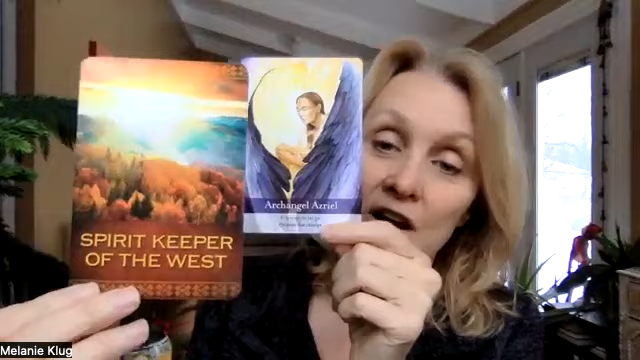 SPIRIT KEEPER
OF THE WEST
Archangel Azriel
Melanie Klug